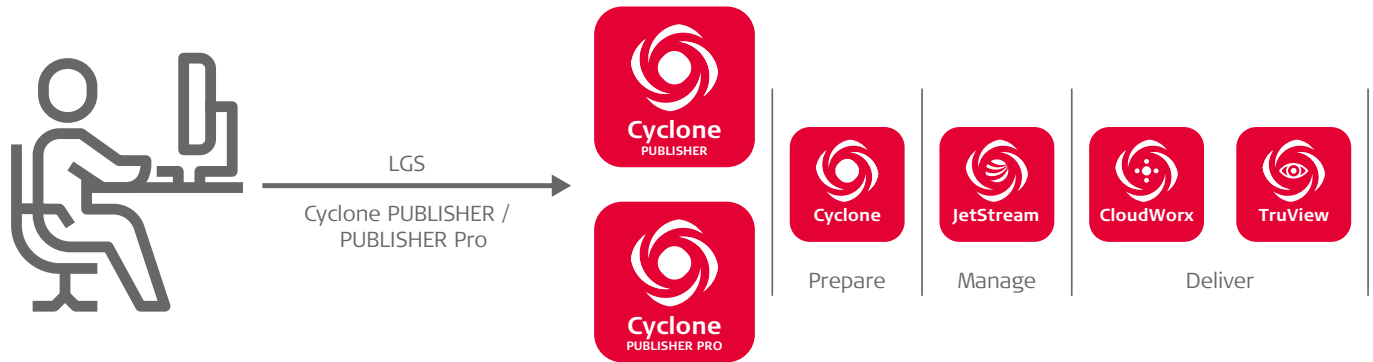 LGS
Cyclone PUBLISHER /
PUBLISHER Pro
Cyclone
PUBLISHER
Cyclone
PUBLISHER PRO
Cyclone
Prepare
JetStream
Manage
CloudWorx
TruView
Deliver